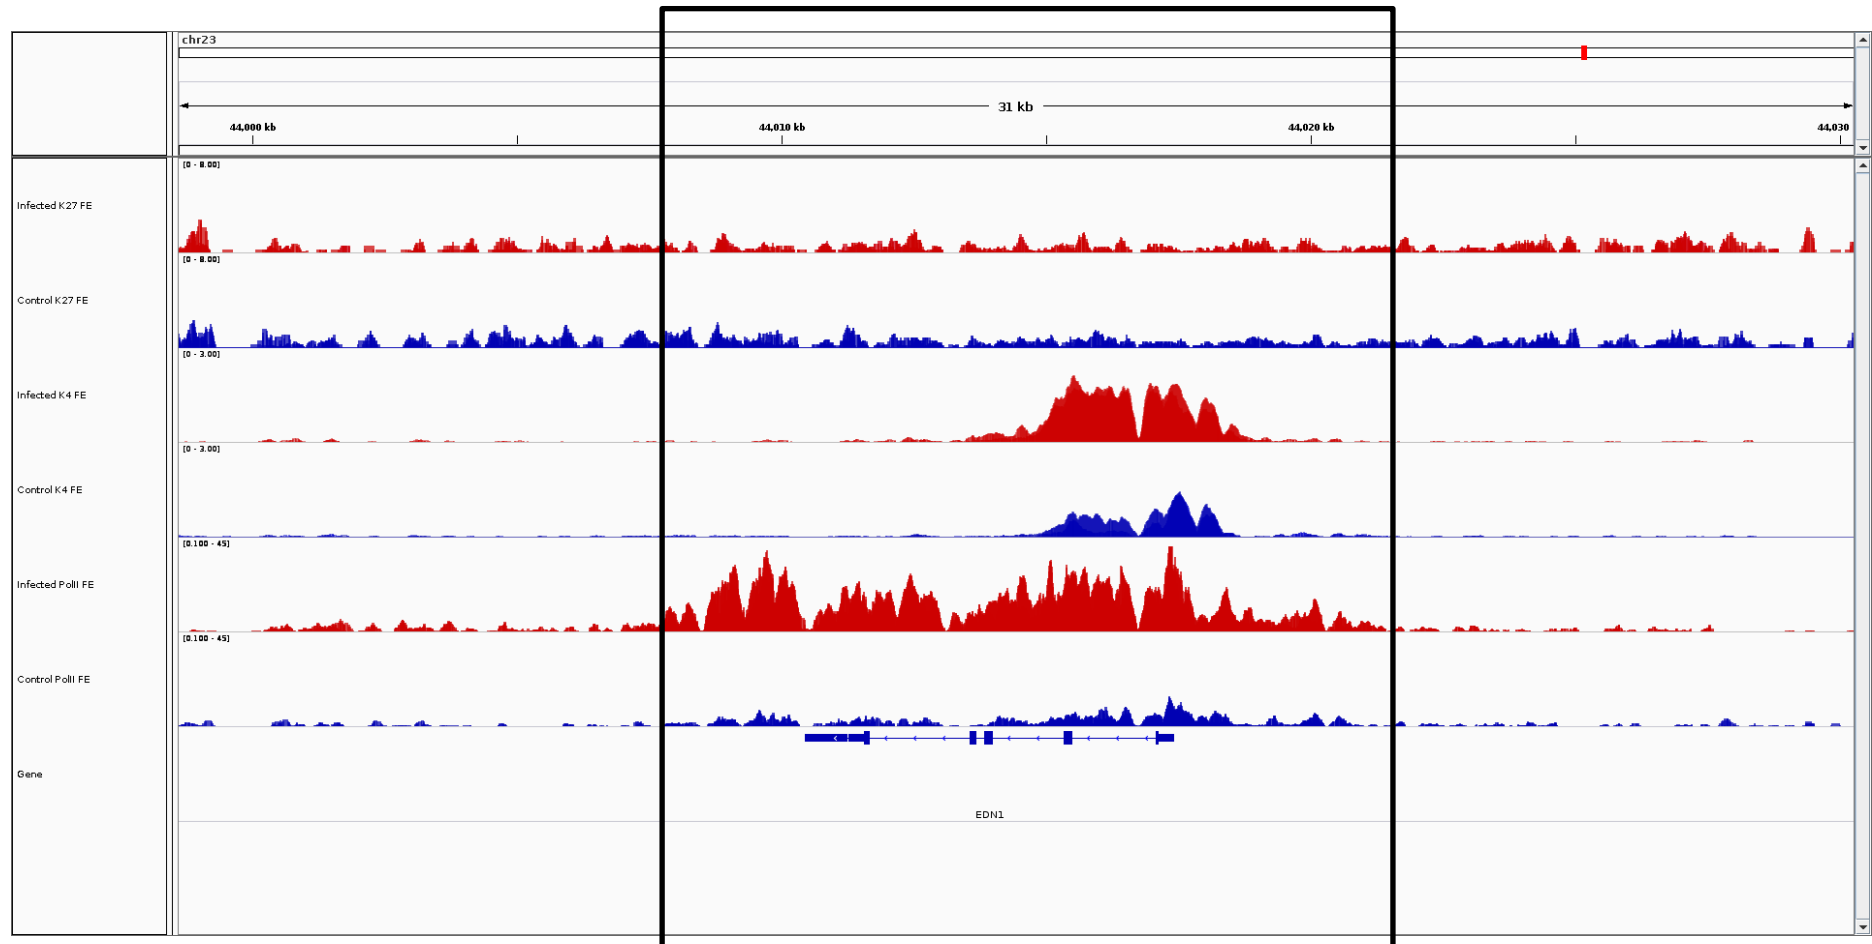 chr23
31 kb
44,000 kb 44,010 kb 44,020 kb 44,030
[0 - 8.00]
Infected K27 FE
[0 - 8.00]
Control K27 FE
[0 - 3.00]
Infected K4 FE
[0 - 3.00]
Control K4 FE
[0.100 - 45]
Infected PolII FE
[0.100 - 45]
Control PolII FE
Gene
EDN1